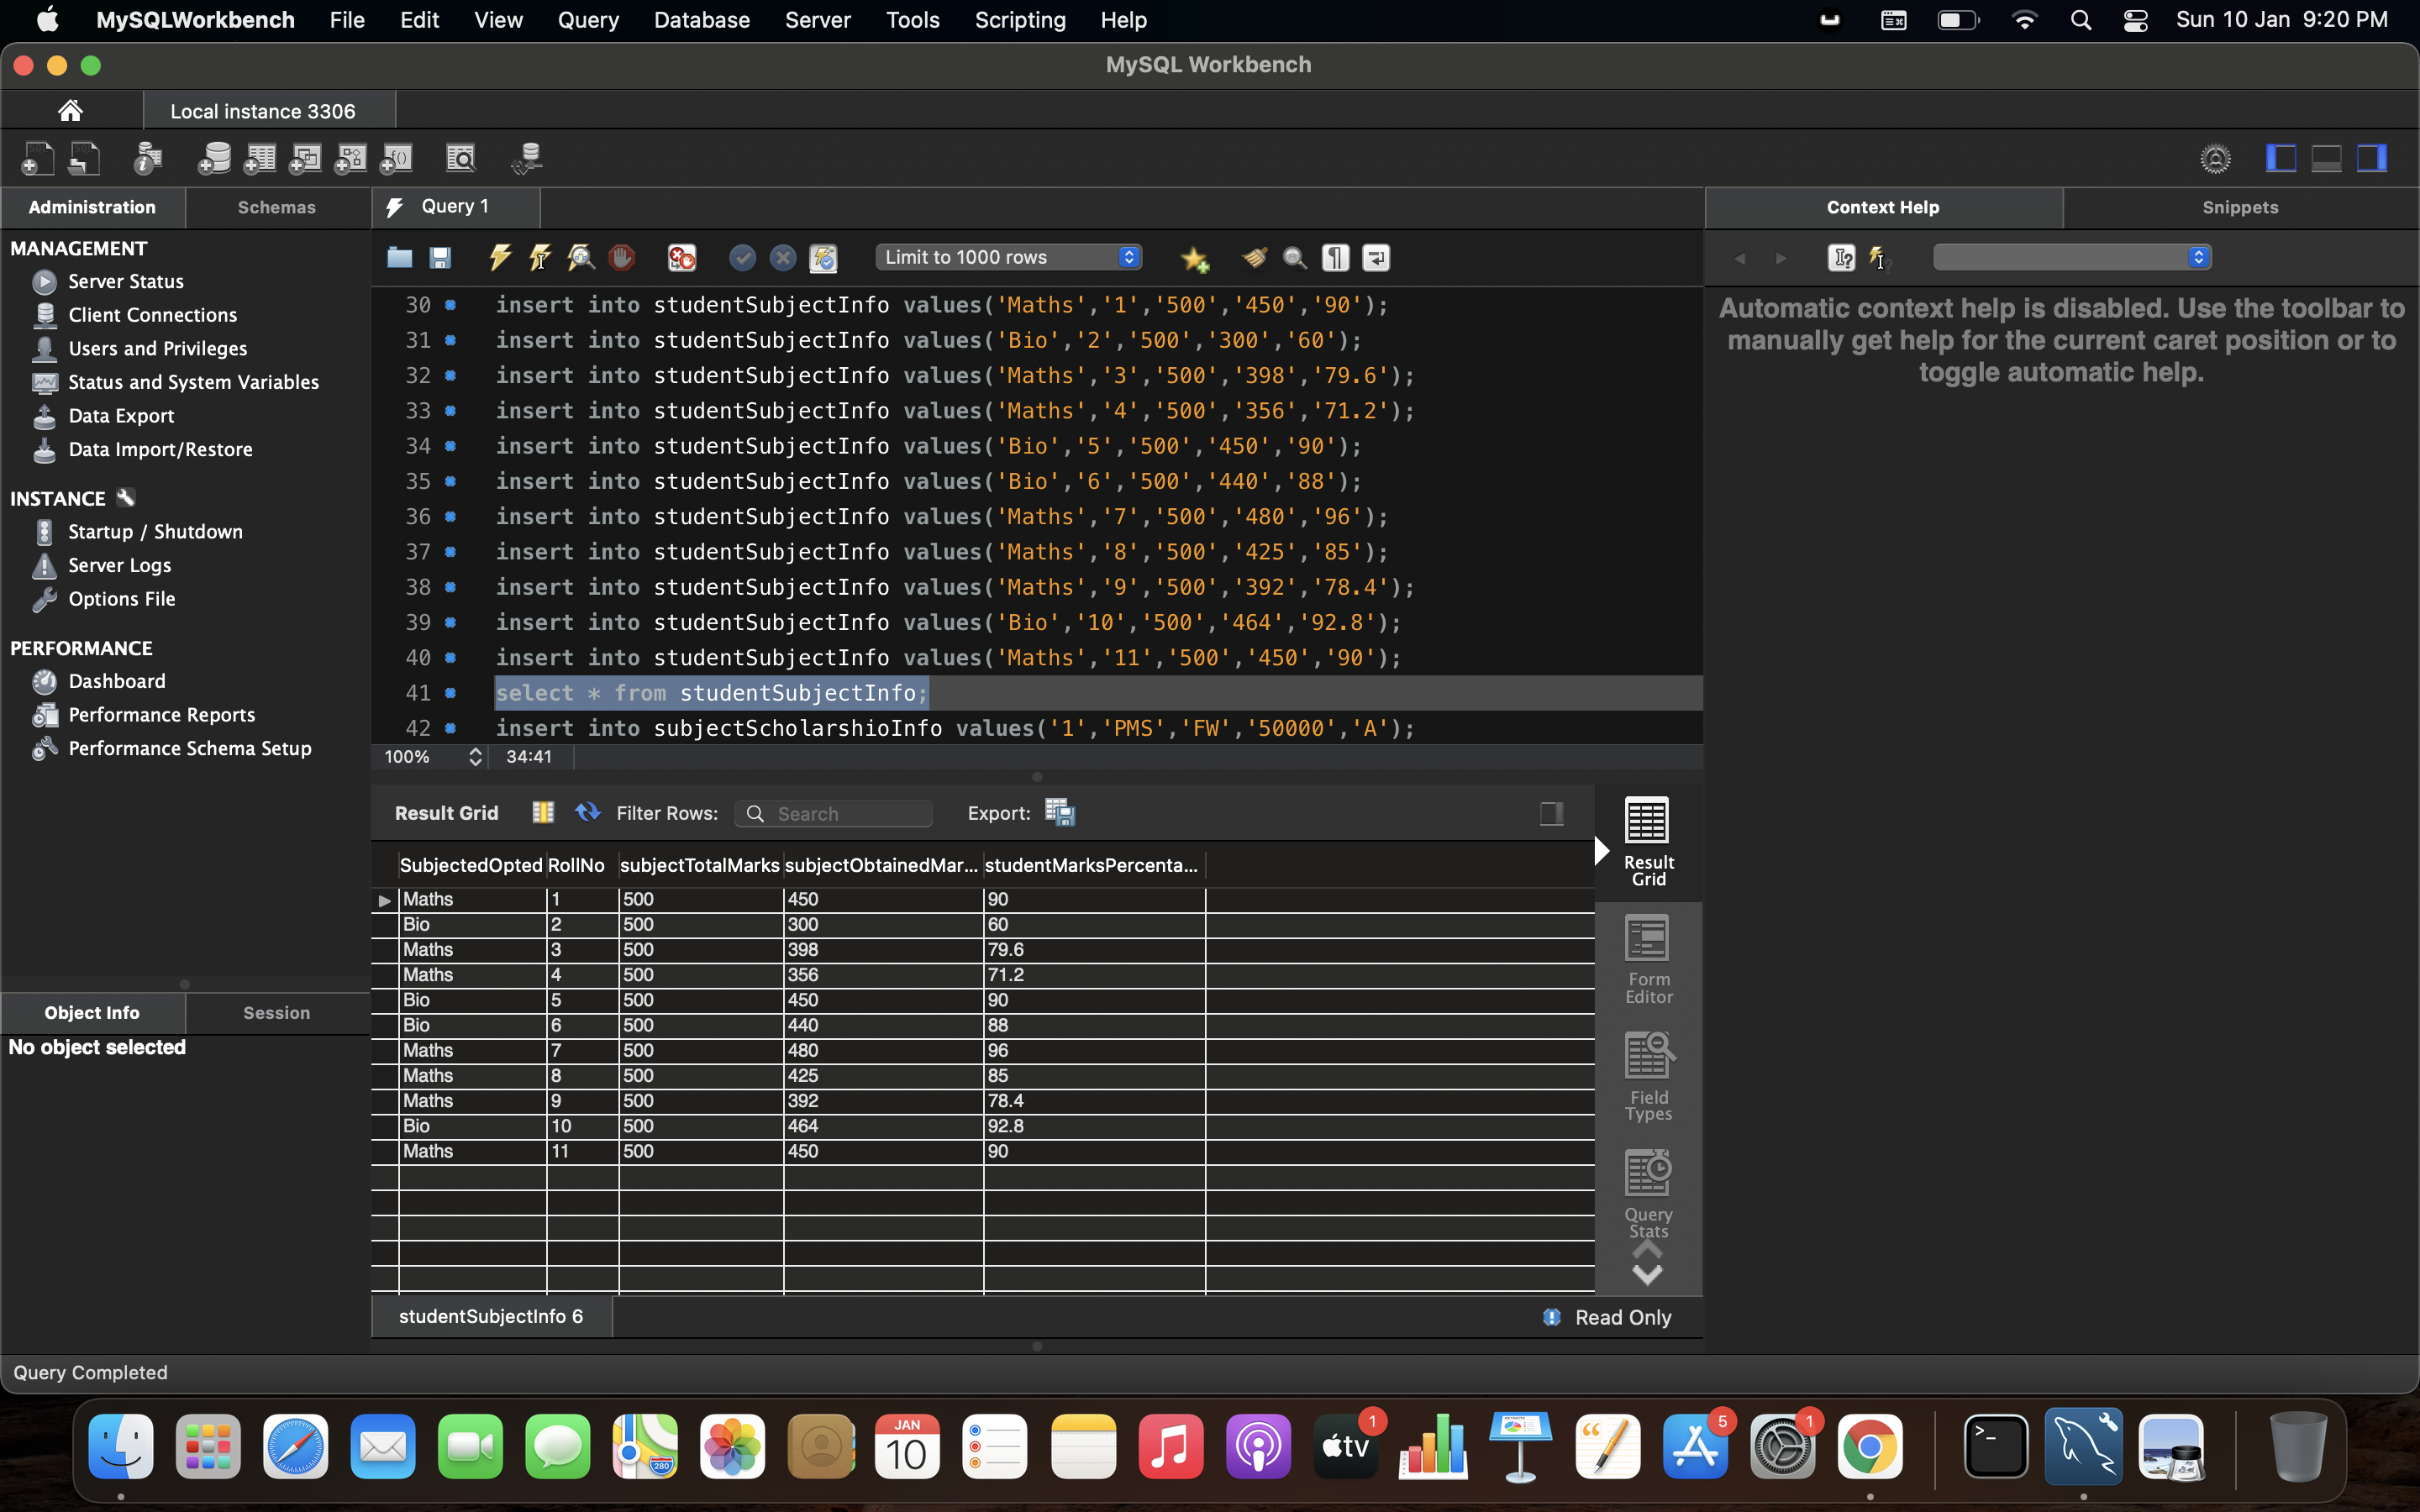 MySQLWorkbench File Edit View Query Database Server Tools Scripting Help Sun 10 Jan 9:20 PM
MySQL Workbench
Local instance 3306
Administration Schemas
MANAGEMENT
Server Status
Client Connections
Users and Privileges
Status and System Variables
Data Export
Data Import/Restore
INSTANCE
Startup / Shutdown
Server Logs
Options File
PERFORMANCE
Dashboard
Performance Reports
Performance Schema Setup
Object Info Session
No object selected
Query 1
Limit to 1000 rows
30 insert into studentSubjectInfo values('Maths','1','500','450','90');
31 insert into studentSubjectInfo values('Bio','2','500','300','60');
32 insert into studentSubjectInfo values('Maths','3','500','398','79.6');
33 insert into studentSubjectInfo values('Maths','4','500','356','71.2');
34 insert into studentSubjectInfo values('Bio','5','500','450','90');
35 insert into studentSubjectInfo values('Bio','6','500','440','88');
36 insert into studentSubjectInfo values('Maths','7','500','480','96');
37 insert into studentSubjectInfo values('Maths','8','500','425','85');
38 insert into studentSubjectInfo values('Maths','9','500','392','78.4');
39 insert into studentSubjectInfo values('Bio','10','500','464','92.8');
40 insert into studentSubjectInfo values('Maths','11','500','450','90');
41 select * from studentSubjectInfo;
42 insert into subjectScholarshioInfo values('1','PMS','FW','50000','A');
100% 34:41
Result Grid Filter Rows: Search Export:
SubjectedOpted RollNo subjectTotalMarks subjectObtainedMar... studentMarksPercenta...
Maths 1 500 450 90
Bio 2 500 300 60
Maths 3 500 398 79.6
Maths 4 500 356 71.2
Bio 5 500 450 90
Bio 6 500 440 88
Maths 7 500 480 96
Maths 8 500 425 85
Maths 9 500 392 78.4
Bio 10 500 464 92.8
Maths 11 500 450 90
Result
Grid
Form
Editor
Field
Types
Query
Stats
studentSubjectInfo 6 Read Only
Context Help Snippets
Automatic context help is disabled. Use the toolbar to
manually get help for the current caret position or to
toggle automatic help.
Query Completed
JAN
10
280
tv
1
5
1